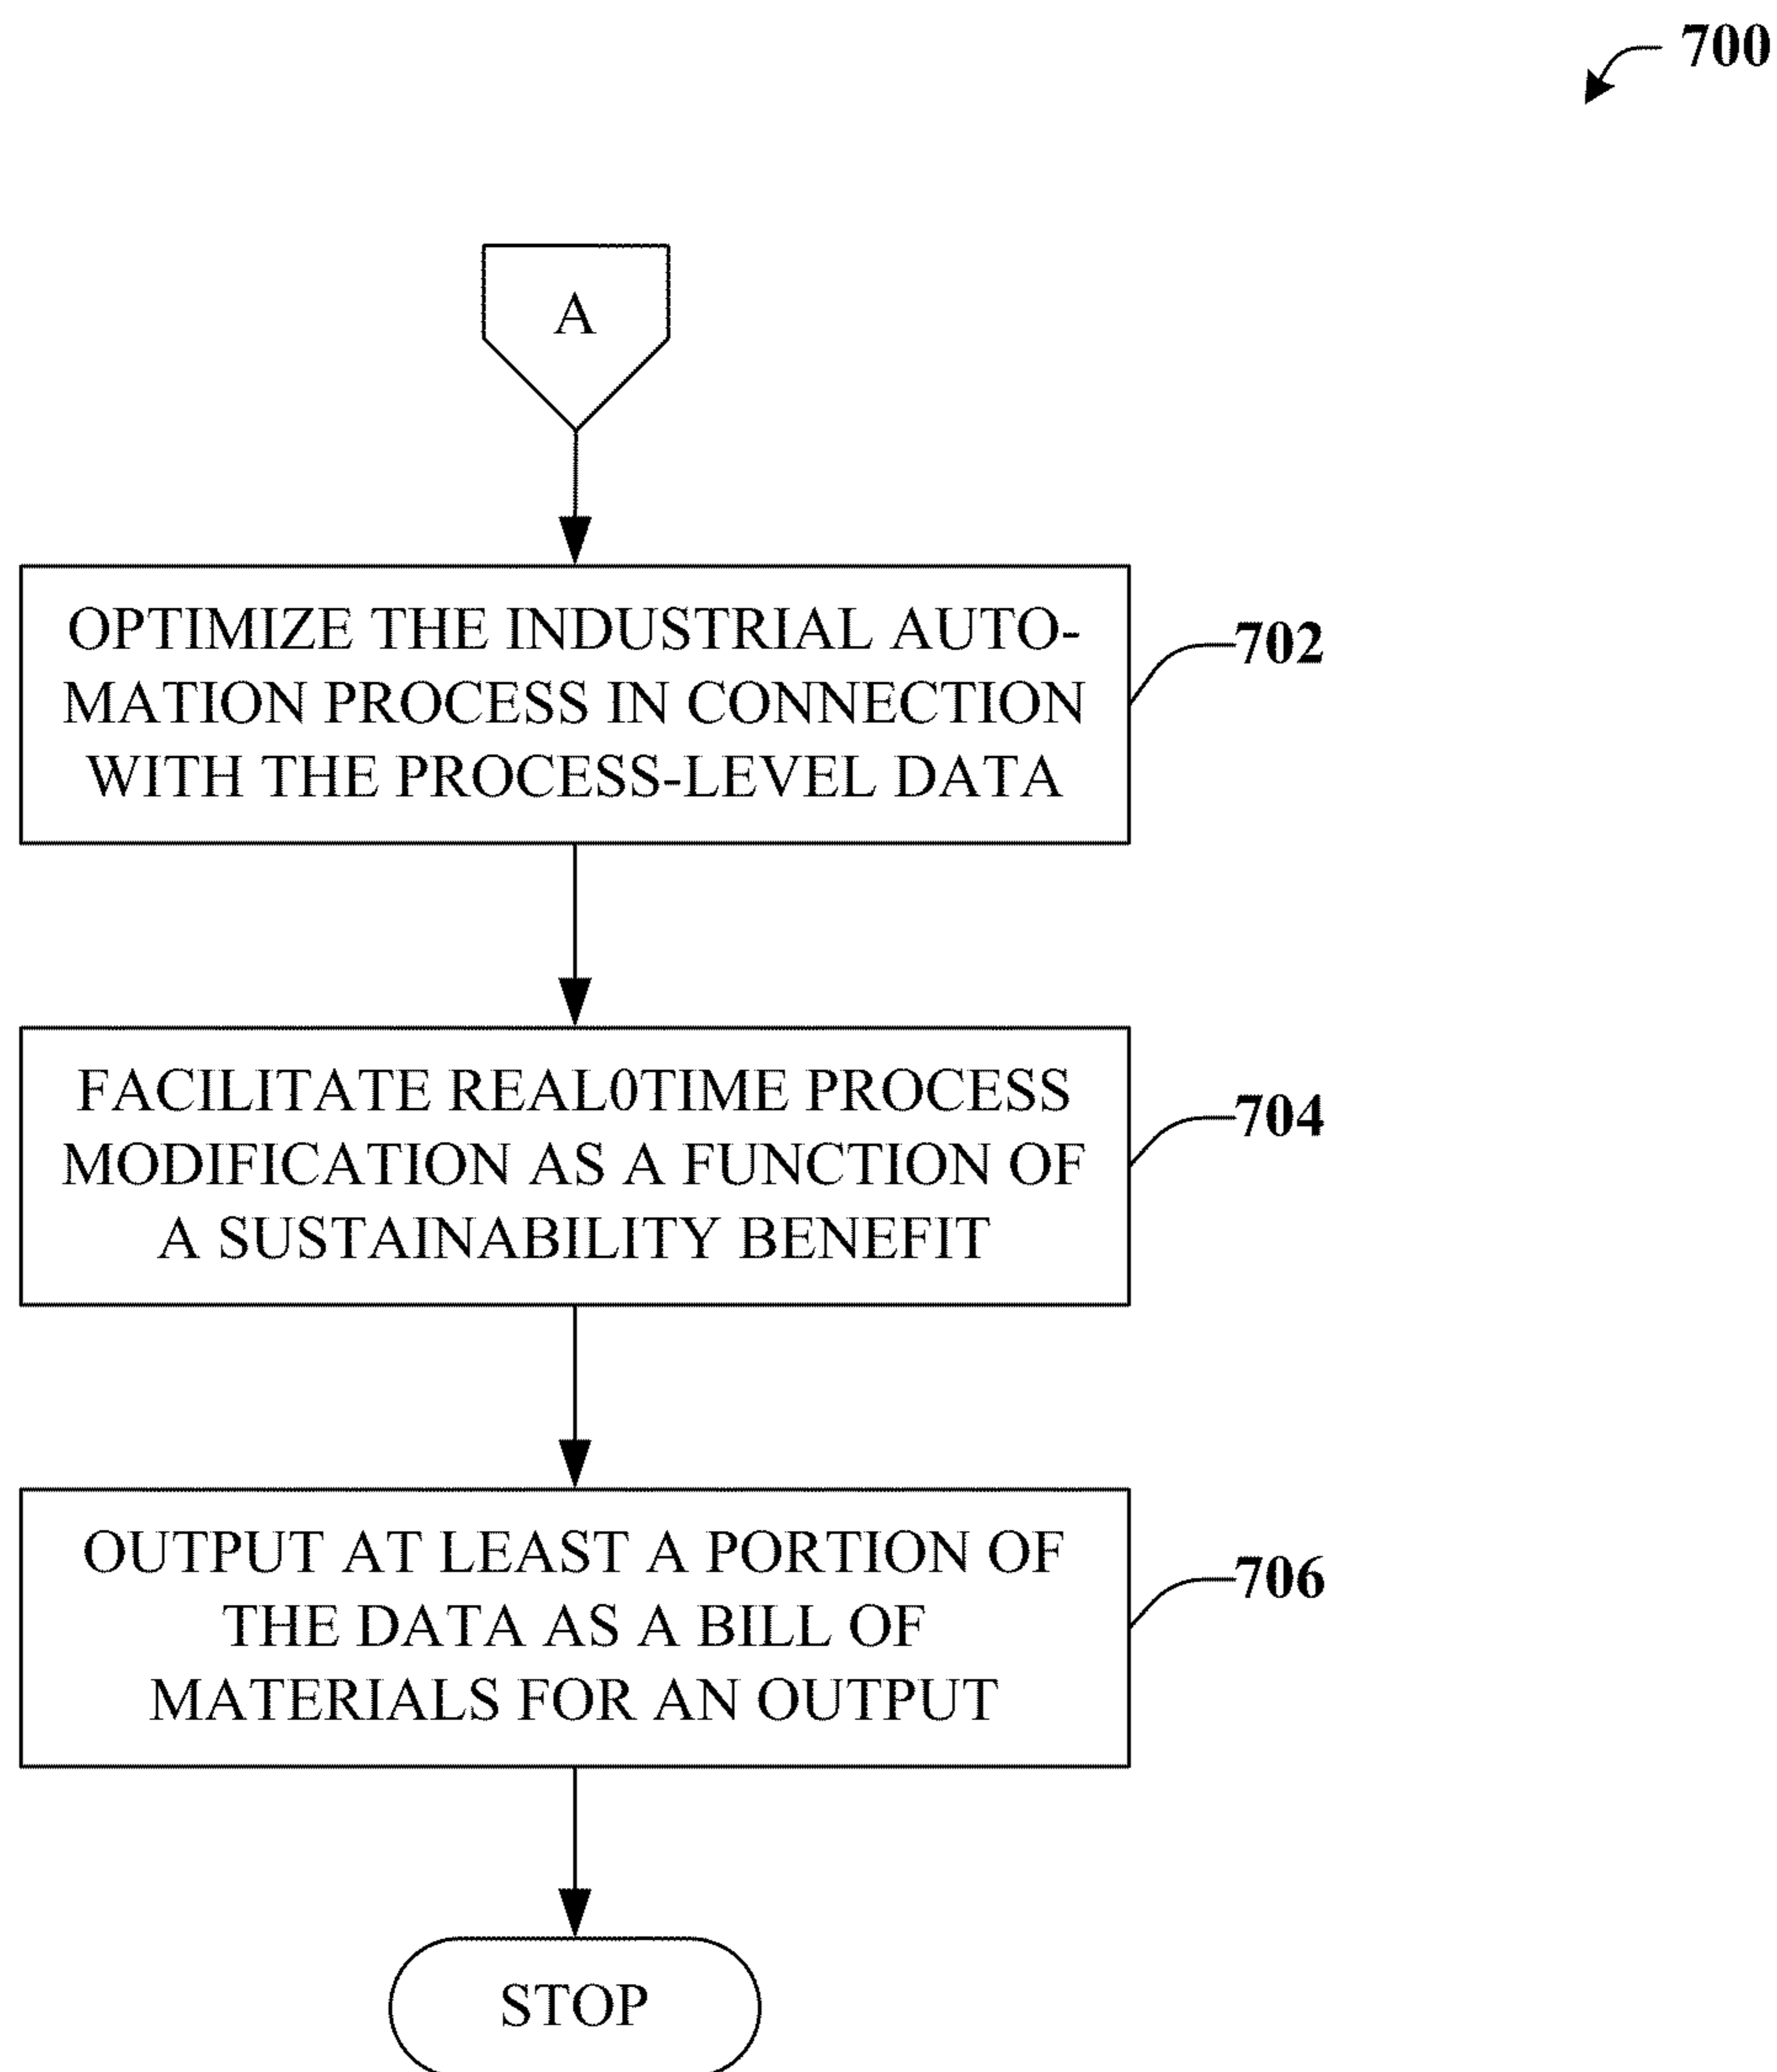 700
A
OPTIMIZE THE INDUSTRIAL AUTO-
MATION PROCESS IN CONNECTION
WITH THE PROCESS-LEVEL DATA
702
FACILITATE REAL0TIME PROCESS
MODIFICATION AS A FUNCTION OF
A SUSTAINABILITY BENEFIT
704
OUTPUT AT LEAST A PORTION OF
THE DATA AS A BILL OF
MATERIALS FOR AN OUTPUT
706
STOP